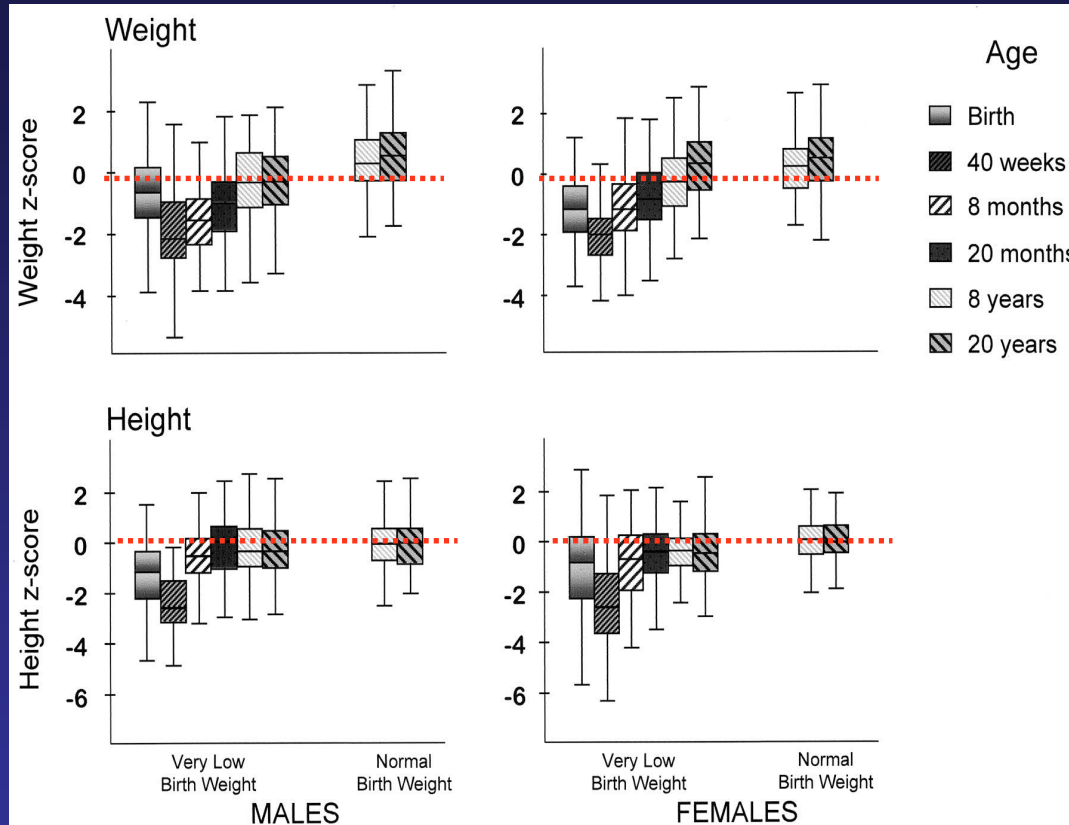 Weight
Weight z-score
2
0
-2
-4
2
0
-2
-4
Age
Birth
40 weeks
8 months
20 months
8 years
20 years
Height
Height z-score
2
0
-2
-4
-6
2
0
-2
-4
-6
Very Low
Birth Weight
Normal
Birth Weight
MALES
Very Low
Birth Weight
Normal
Birth Weight
FEMALES